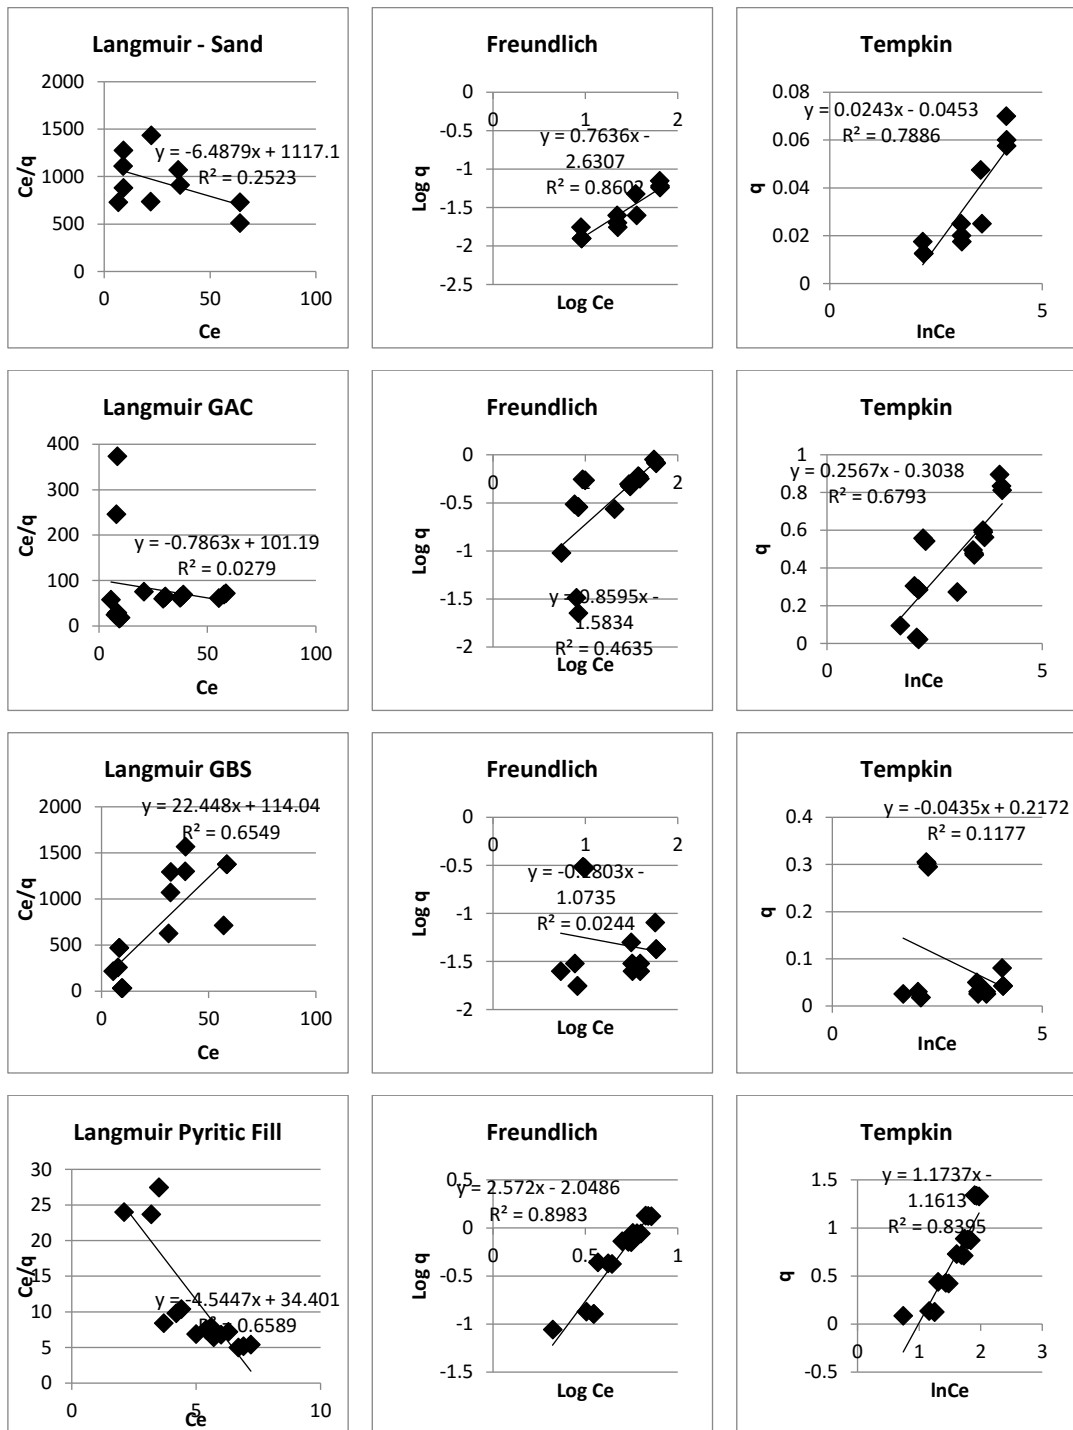 Langmuir - Sand
2000
1500
1000
500
0
Ce/q
y = -6.4879x + 1117.1
R² = 0.2523
0 50 100
Ce
Freundlich
0
-0.5
-1
-1.5
-2
-2.5
0 1 2
Log q
y = 0.7636x -
2.6307
R² = 0.8602
Log Ce
Tempkin
0.08
0.06
0.04
0.02
0
q
y = 0.0243x - 0.0453
R² = 0.7886
0 5
InCe
Langmuir GAC
400
300
200
100
0
Ce/q
y = -0.7863x + 101.19
R² = 0.0279
0 50 100
Ce
Freundlich
0
-0.5
-1
-1.5
-2
0 1 2
Log q
y = 0.8595x -
1.5834
R² = 0.4635
Log Ce
Tempkin
1
0.8
0.6
0.4
0.2
0
q
y = 0.2567x - 0.3038
R² = 0.6793
0 5
InCe
Langmuir GBS
2000
1500
1000
500
0
Ce/q
y = 22.448x + 114.04
R² = 0.6549
0 50 100
Ce
Freundlich
0
-0.5
-1
-1.5
-2
0 1 2
Log q
1.0735
R² = 0.0244
Log Ce
Tempkin
0.4
0.3
0.2
0.1
0
q
y = -0.0435x + 0.2172
R² = 0.1177
0 5
InCe
Langmuir Pyritic Fill
30
25
20
15
10
5
0
Ce/q
y = -4.5447x + 34.401
R² = 0.6589
0 5 10
Ce
Freundlich
0.5
0
-0.5
-1
-1.5
0 0.5 1
Log q
y = 2.572x - 2.0486
R² = 0.8983
Log Ce
Tempkin
1.5
1
0.5
0
-0.5
q
y = 1.1737x -
1.1613
R² = 0.8395
0 1 2 3
lnCe